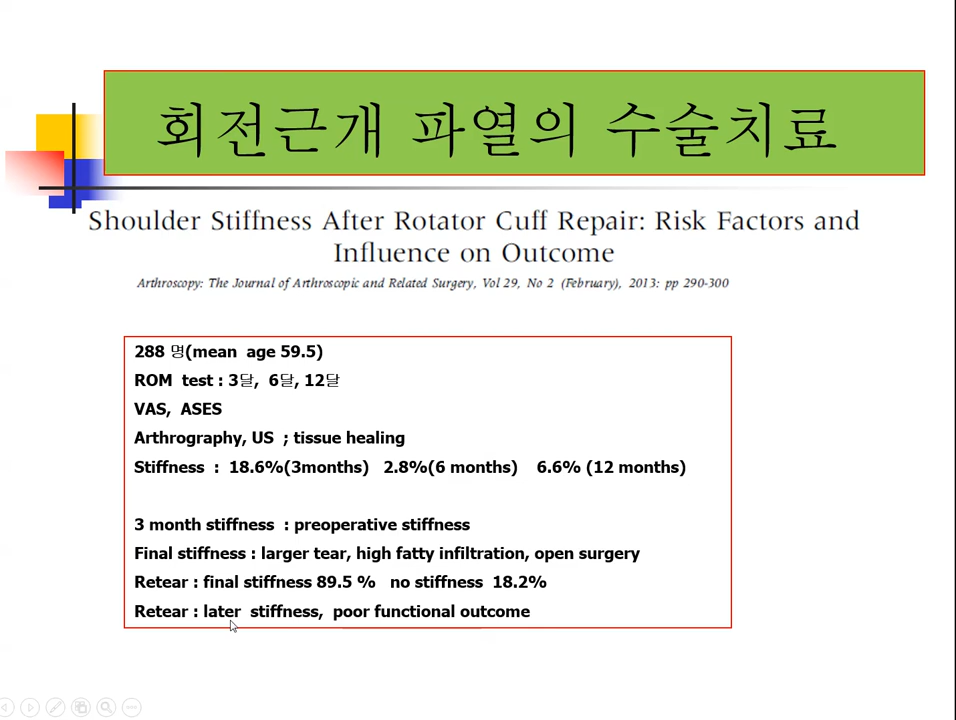 회전근개 파열의 수술치료
Shoulder Stiffness After Rotator Cuff Repair: Risk Factors and
Influence on Outcome
Arthroscopy: The Journal of Arthroscopic and Related Surgery, Vol 29, No 2 (February), 2013: pp 290-300
288 명(mean age 59.5)
ROM test : 3달, 6달, 12달
VAS, ASES
Arthrography, US ; tissue healing
Stiffness : 18.6%(3months) 2.8%(6 months) 6.6% (12 months)
3 month stiffness : preoperative stiffness
Final stiffness : larger tear, high fatty infiltration, open surgery
Retear : final stiffness 89.5 % no stiffness 18.2%
Retear : later stiffness, poor functional outcome